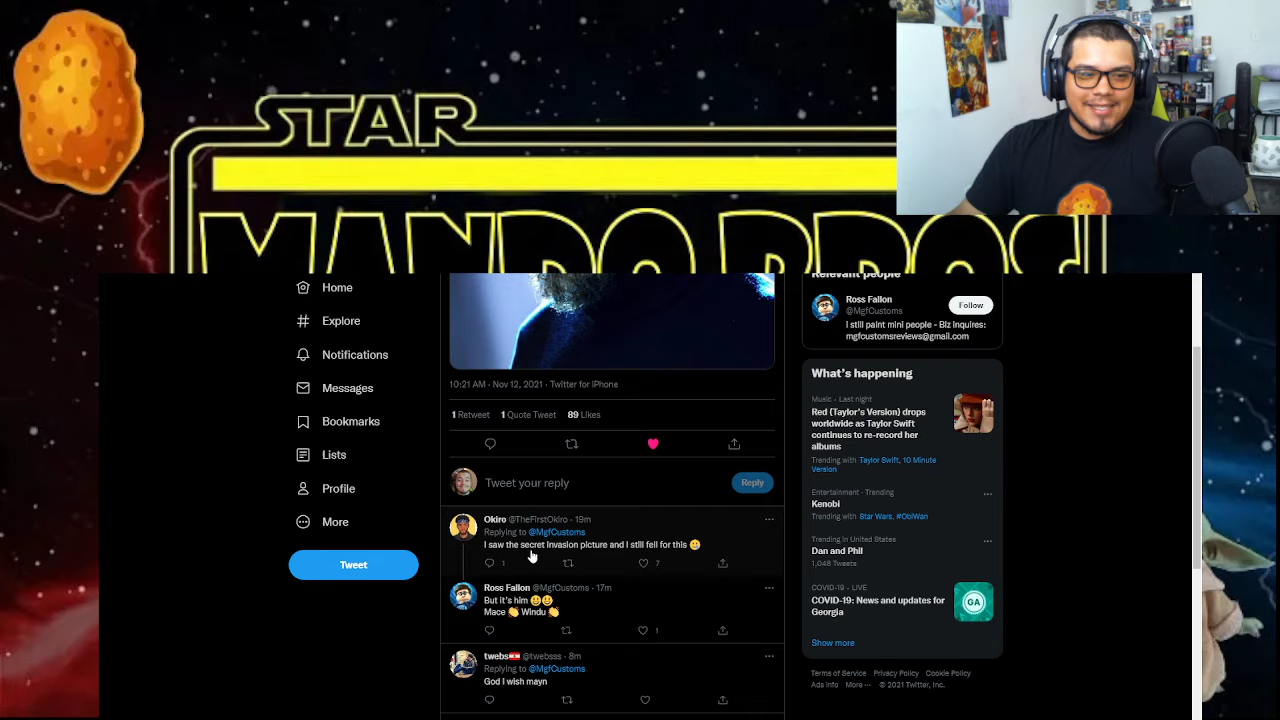 STAR
MANDO BROS
Home
Explore
Notifications
Messages
Bookmarks
Lists
Profile
More
Tweet
10:21 AM · Nov 12, 2021 · Twitter for iPhone
1 Retweet 1 Quote Tweet 89 Likes
Tweet your reply
Reply
Okiro @TheFirstOkiro · 19m
Replying to @MgfCustoms
I saw the secret invasion picture and I still fell for this
1 7
Ross Fallon @MgfCustoms · 17m
But it's him
Mace 👏 Windu 👏
1
twebs @twebsss · 8m
Replying to @MgfCustoms
God I wish mayn
Relevant people
Ross Fallon
@MgfCustoms
Follow
I still paint mini people - Biz inquires:
mgfcustomsreviews@gmail.com
What's happening
Music · Last night
Red (Taylor's Version) drops
worldwide as Taylor Swift
continues to re-record her
albums
Trending with Taylor Swift, 10 Minute
Version
Entertainment · Trending
Kenobi
Trending with Star Wars, #ObiWan
Trending in United States
Dan and Phil
1,048 Tweets
COVID-19 · LIVE
COVID-19: News and updates for
Georgia
GA
Show more
Terms of Service Privacy Policy Cookie Policy
Ads info More ··· © 2021 Twitter, Inc.